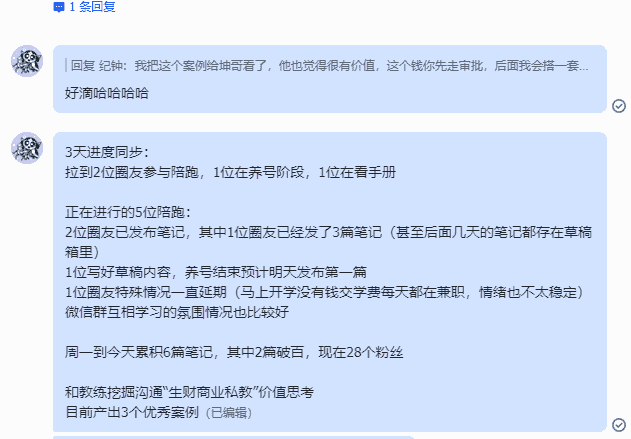 1 条回复
回复 纪钟：我把这个案例给坤哥看了，他也觉得很有价值，这个钱你先走审批，后面我会搭一套...
好滴哈哈哈哈
3天进度同步：
拉到2位圈友参与陪跑，1位在养号阶段，1位在看手册
正在进行的5位陪跑：
2位圈友已发布笔记，其中1位圈友已经发了3篇笔记（甚至后面几天的笔记都存在草稿
箱里）
1位写好草稿内容，养号结束预计明天发布第一篇
1位圈友特殊情况一直延期（马上开学没有钱交学费每天都在兼职，情绪也不太稳定）
微信群互相学习的氛围情况也比较好
周一到今天累积6篇笔记，其中2篇破百，现在28个粉丝
和教练挖掘沟通“生财商业私教”价值思考
目前产出3个优秀案例（已编辑）